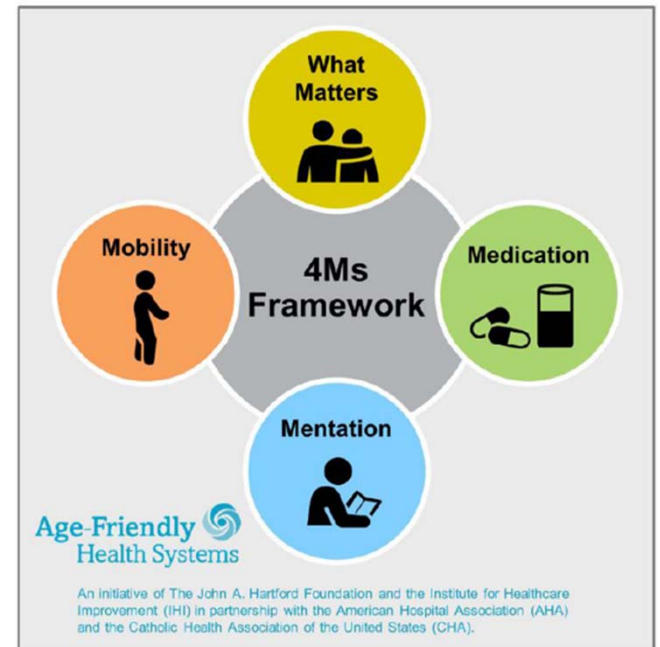 What
Matters
Mobility
4Ms
Framework
Medication
Mentation
Age-Friendly
Health Systems
An initiative of The John A. Hartford Foundation and the Institute for Healthcare
Improvement (IHI) in partnership with the American Hospital Association (AHA)
and the Catholic Health Association of the United States (CHA).